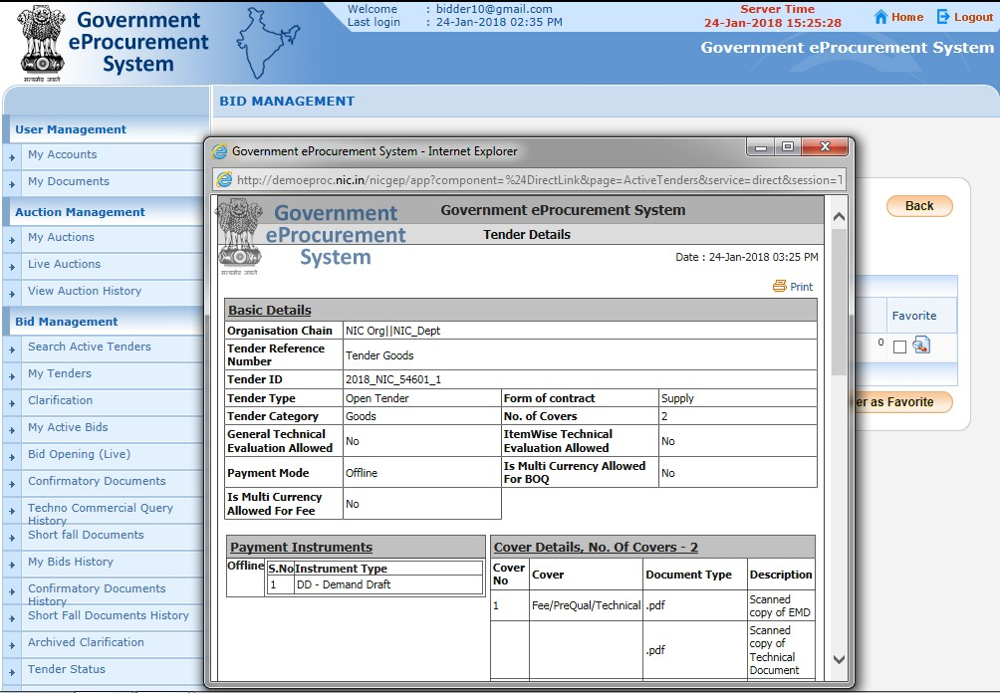 Government
eProcurement
System
सत्यमेव जयते
Welcome : bidder10@gmail.com
Last login : 24-Jan-2018 02:35 PM
Server Time
24-Jan-2018 15:25:28
Home
Logout
Government eProcurement System
BID MANAGEMENT
User Management
My Accounts
My Documents
Auction Management
My Auctions
Live Auctions
View Auction History
Bid Management
Search Active Tenders
My Tenders
Clarification
My Active Bids
Bid Opening (Live)
Confirmatory Documents
Techno Commercial Query
History
Short fall Documents
My Bids History
Confirmatory Documents
History
Short Fall Documents History
Archived Clarification
Tender Status
Government eProcurement System - Internet Explorer
http://demoeproc.nic.in/nicgep/app?component=%24DirectLink&page=ActiveTenders&service=direct&session=1
Government
eProcurement
System
सत्यमेव जयते
Government eProcurement System
Tender Details
Date : 24-Jan-2018 03:25 PM
Print
Basic Details
Organisation Chain NIC Org||NIC_Dept
Tender Reference
Number Tender Goods
Tender ID 2018_NIC_54601_1
Tender Type Open Tender Form of contract Supply
Tender Category Goods No. of Covers 2
General Technical
Evaluation Allowed No ItemWise Technical
Evaluation Allowed No
Payment Mode Offline Is Multi Currency Allowed
For BOQ No
Is Multi Currency
Allowed For Fee No
Payment Instruments
Offline S.No Instrument Type
1 DD - Demand Draft
Cover Details, No. Of Covers - 2
Cover
No Cover Document Type Description
1 Fee/PreQual/Technical .pdf Scanned
copy of EMD
.pdf Scanned
copy of
Technical
Document
Back
Favorite
0
er as Favorite